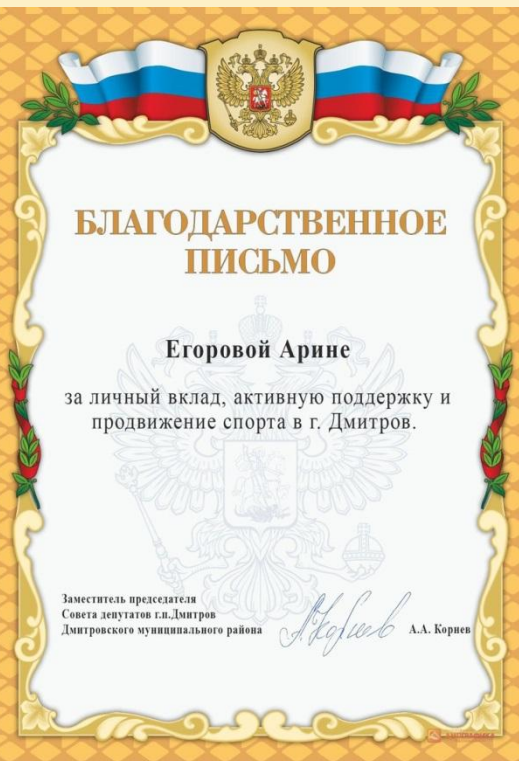 БЛАГОДАРСТВЕННОЕ
ПИСЬМО
Егоровой Арине
за личный вклад, активную поддержку и
продвижение спорта в г. Дмитров.
Заместитель председателя
Совета депутатов г.п.Дмитров
Дмитровского муниципального района
А.А. Корнев